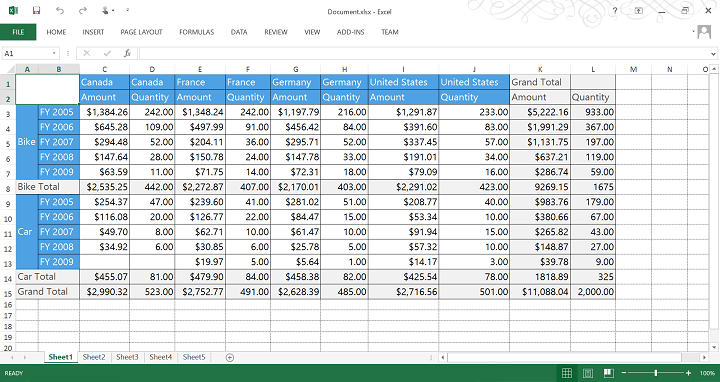 Document.xlsx - Excel
FILE HOME INSERT PAGE LAYOUT FORMULAS DATA REVIEW VIEW ADD-INS TEAM
A1 fx
A B C D E F G H I J K L M N O
1 Canada Canada France France Germany Germany United States United States Grand Total
2 Amount Quantity Amount Quantity Amount Quantity Amount Quantity Amount Quantity
3 FY 2005 $1,384.26 242.00 $1,348.24 242.00 $1,197.79 216.00 $1,291.87 233.00 $5,222.16 933.00
4 FY 2006 $645.28 109.00 $497.99 91.00 $456.42 84.00 $391.60 83.00 $1,991.29 367.00
5 Bike FY 2007 $294.48 52.00 $204.11 36.00 $295.71 52.00 $337.45 57.00 $1,131.75 197.00
6 FY 2008 $147.64 28.00 $150.78 24.00 $147.78 33.00 $191.01 34.00 $637.21 119.00
7 FY 2009 $63.59 11.00 $71.75 14.00 $72.31 18.00 $79.09 16.00 $286.74 59.00
8 Bike Total $2,535.25 442.00 $2,272.87 407.00 $2,170.01 403.00 $2,291.02 423.00 9269.15 1675
9 FY 2005 $254.37 47.00 $239.60 41.00 $281.02 51.00 $208.77 40.00 $983.76 179.00
10 FY 2006 $116.08 20.00 $126.77 22.00 $84.47 15.00 $53.34 10.00 $380.66 67.00
11 Car FY 2007 $49.70 8.00 $62.71 10.00 $61.47 10.00 $91.94 15.00 $265.82 43.00
12 FY 2008 $34.92 6.00 $30.85 6.00 $25.78 5.00 $57.32 10.00 $148.87 27.00
13 FY 2009 $19.97 5.00 $5.64 1.00 $14.17 3.00 $39.78 9.00
14 Car Total $455.07 81.00 $479.90 84.00 $458.38 82.00 $425.54 78.00 1818.89 325
15 Grand Total $2,990.32 523.00 $2,752.77 491.00 $2,628.39 485.00 $2,716.56 501.00 $11,088.04 2,000.00
16
17
18
19
20
Sheet1 Sheet2 Sheet3 Sheet4 Sheet5
READY 100%